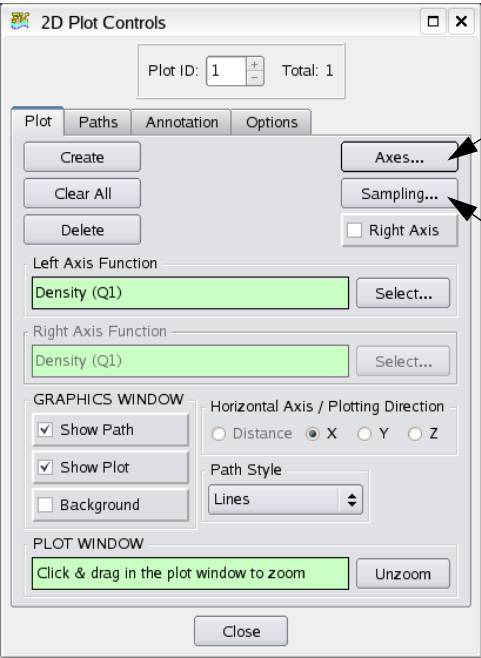 2D Plot Controls
Plot ID: 1 Total: 1
Plot Paths Annotation Options
Create Axes...
Clear All Sampling...
Delete Right Axis
Left Axis Function
Density (Q1) Select...
Right Axis Function
Density (Q1) Select...
GRAPHICS WINDOW
Show Path
Show Plot
Background
Horizontal Axis / Plotting Direction
Distance X Y Z
Path Style
Lines
PLOT WINDOW
Click & drag in the plot window to zoom Unzoom
Close